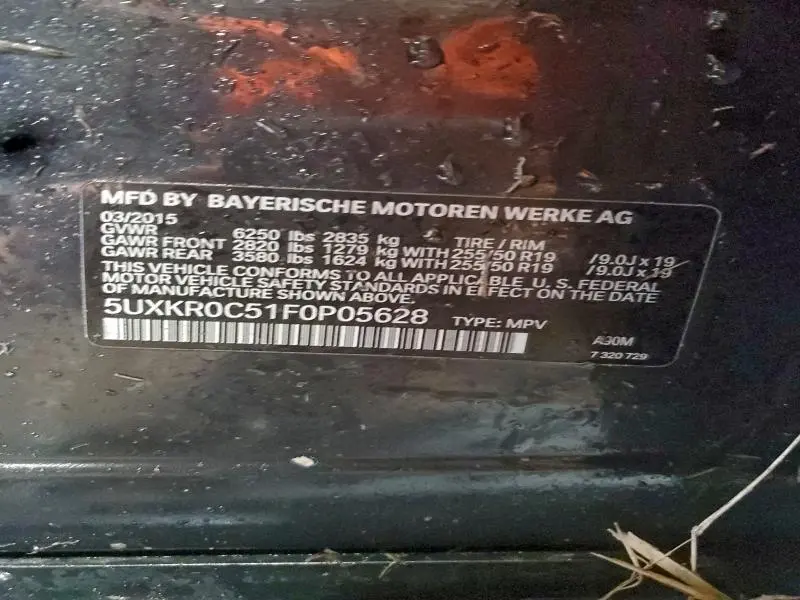 MFD BY BAYERISCHE MOTOREN WERKE AG
03/2015
GVWR 6250 lbs 2835 kg TIRE / RIM
GAWR FRONT 2820 lbs 1279 kg WITH 255/50 R19 /9.0J x 19
GAWR REAR 3580 lbs 1624 kg WITH 255/50 R19 /9.0J x 19
THIS VEHICLE CONFORMS TO ALL APPLICABLE U. S. FEDERAL
MOTOR VEHICLE SAFETY STANDARDS IN EFFECT ON THE DATE
OF MANUFACTURE SHOWN ABOVE.
5UXKR0C51F0P05628 TYPE: MPV
A90M
7 320 729